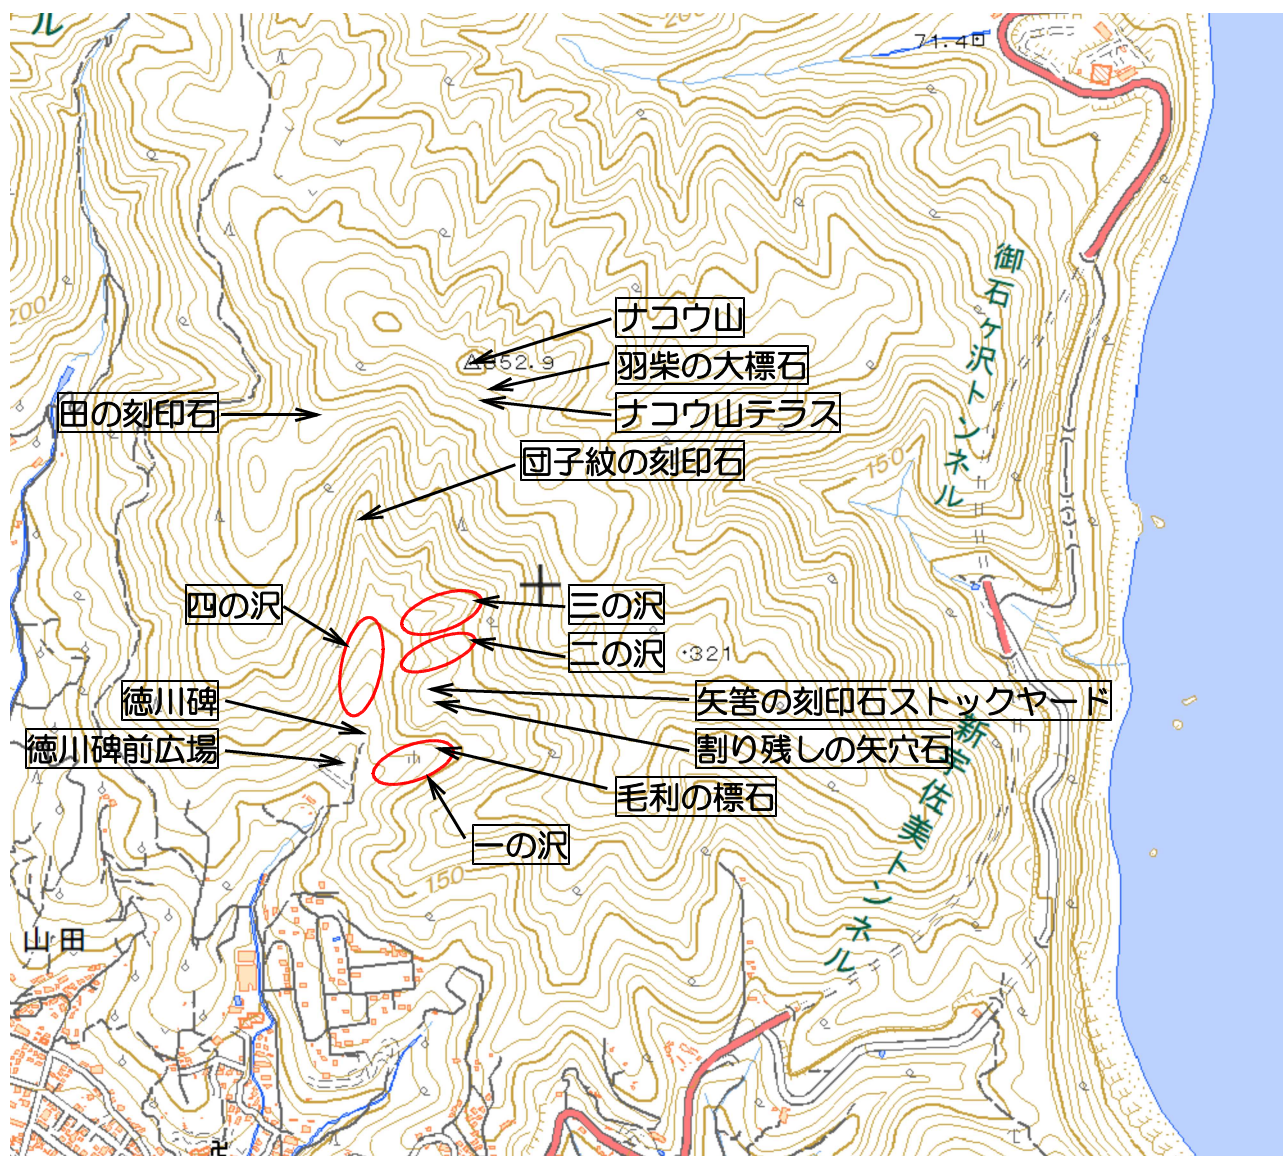 ル
200
71.4
御石ヶ沢トンネル
200
ナコウ山
352.9
羽柴の大標石
田の刻印石
ナコウ山テラス
団子紋の刻印石
150
四の沢
三の沢
二の沢
321
徳川碑
矢筈の刻印石ストックヤード
徳川碑前広場
割り残しの矢穴石
新宇佐美トンネル
毛利の標石
一の沢
150
山田